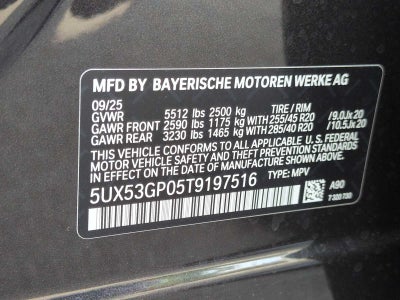 MFD BY BAYERISCHE MOTOREN WERKE AG
09/25
GVWR 5512 lbs 2500 kg TIRE / RIM
GAWR FRONT 2590 lbs 1175 kg WITH 255/45 R20 /9.0Jx20
GAWR REAR 3230 lbs 1465 kg WITH 285/40 R20 /10.5Jx20
THIS VEHICLE CONFORMS TO ALL APPLICABLE U.S. FEDERAL
MOTOR VEHICLE SAFETY STANDARDS IN EFFECT ON THE DATE OF
MANUFACTURE SHOWN ABOVE.
5UX53GP05T9197516 TYPE: MPV
A90